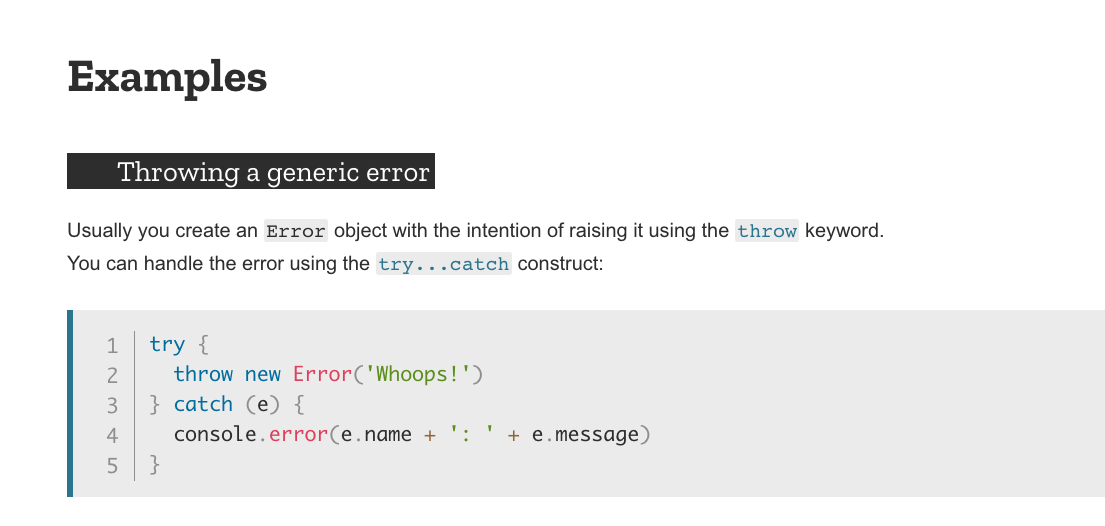 Examples
Throwing a generic error
Usually you create an Error object with the intention of raising it using the throw keyword.
You can handle the error using the try...catch construct:
1 try {
2   throw new Error('Whoops!')
3 } catch (e) {
4   console.error(e.name + ': ' + e.message)
5 }